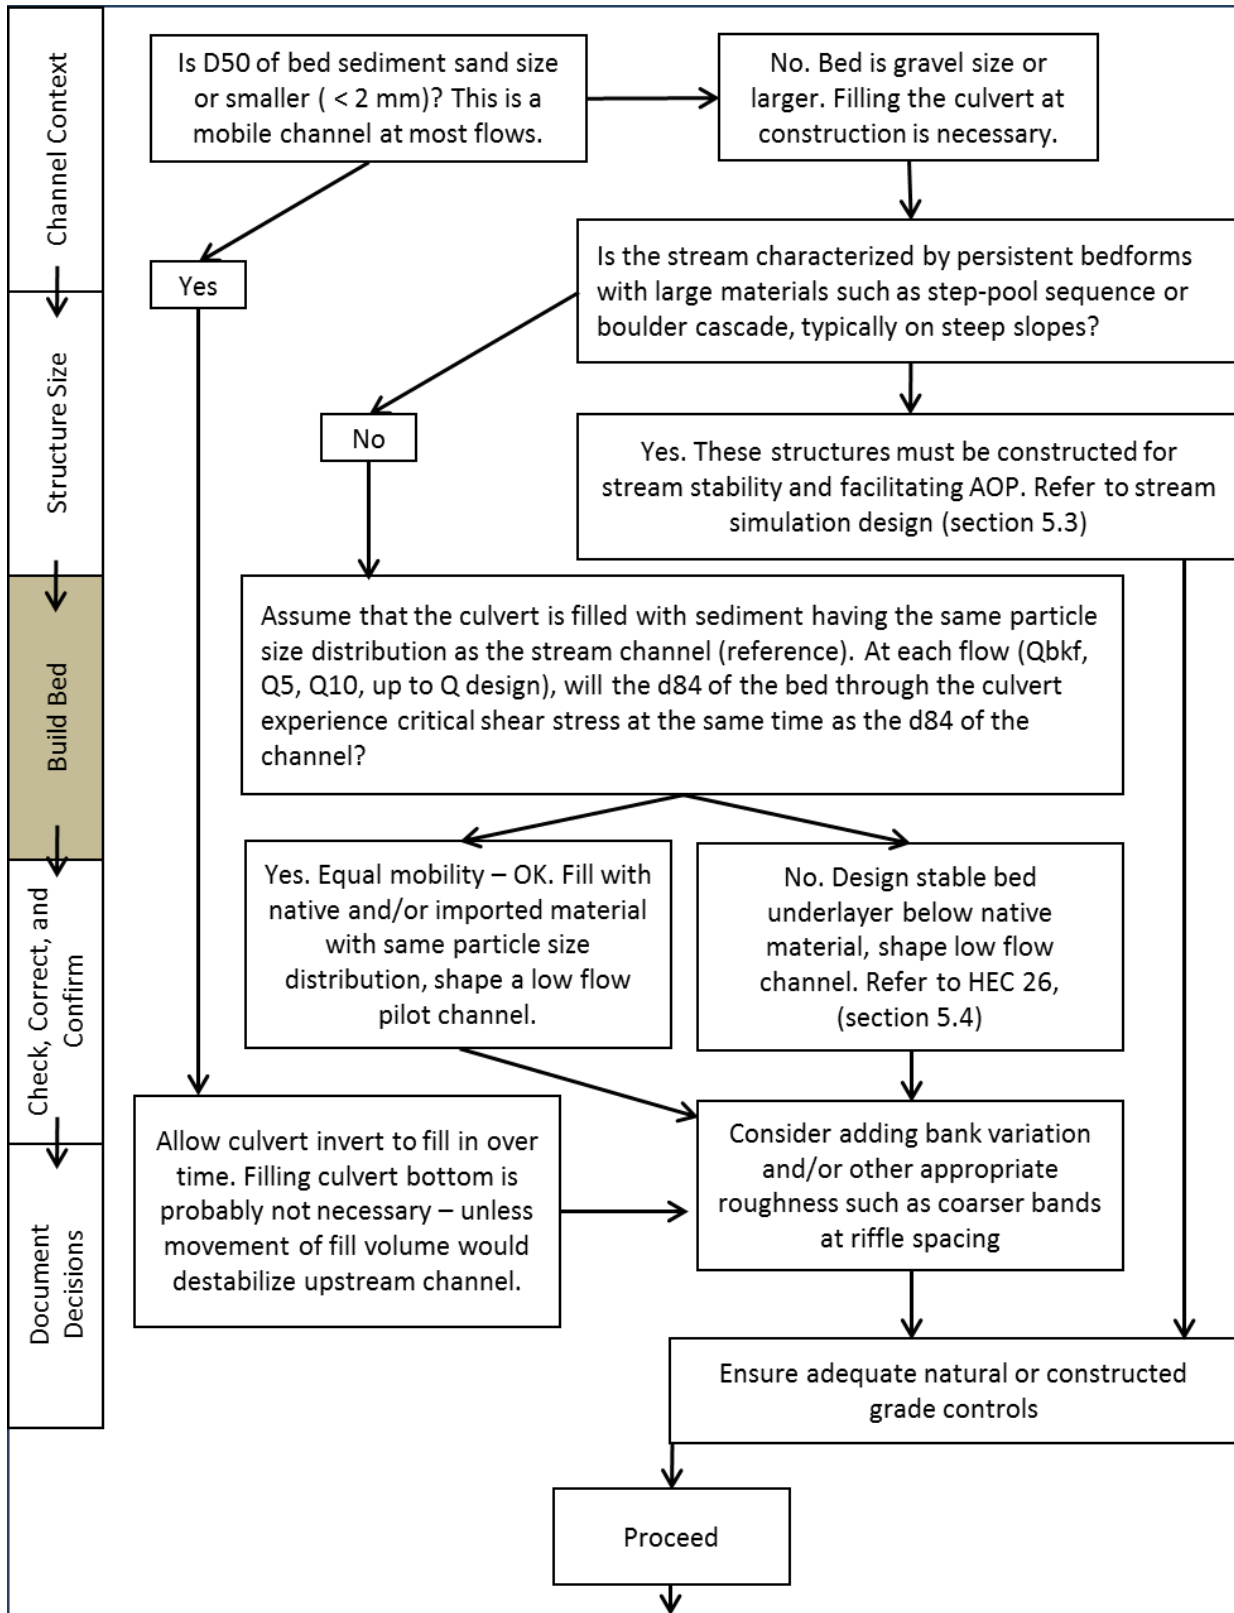 Channel Context
Structure Size
Build Bed
Check, Correct, and
Confirm
Document
Decisions
Is D50 of bed sediment sand size
or smaller ( < 2 mm)? This is a
mobile channel at most flows.
No. Bed is gravel size or
larger. Filling the culvert at
construction is necessary.
Yes
Is the stream characterized by persistent bedforms
with large materials such as step-pool sequence or
boulder cascade, typically on steep slopes?
No
Yes. These structures must be constructed for
stream stability and facilitating AOP. Refer to stream
simulation design (section 5.3)
Assume that the culvert is filled with sediment having the same particle
size distribution as the stream channel (reference). At each flow (Qbkf,
Q5, Q10, up to Q design), will the d84 of the bed through the culvert
experience critical shear stress at the same time as the d84 of the
channel?
Yes. Equal mobility – OK. Fill with
native and/or imported material
with same particle size
distribution, shape a low flow
pilot channel.
No. Design stable bed
underlayer below native
material, shape low flow
channel. Refer to HEC 26,
(section 5.4)
Allow culvert invert to fill in over
time. Filling culvert bottom is
probably not necessary – unless
movement of fill volume would
destabilize upstream channel.
Consider adding bank variation
and/or other appropriate
roughness such as coarser bands
at riffle spacing
Ensure adequate natural or constructed
grade controls
Proceed